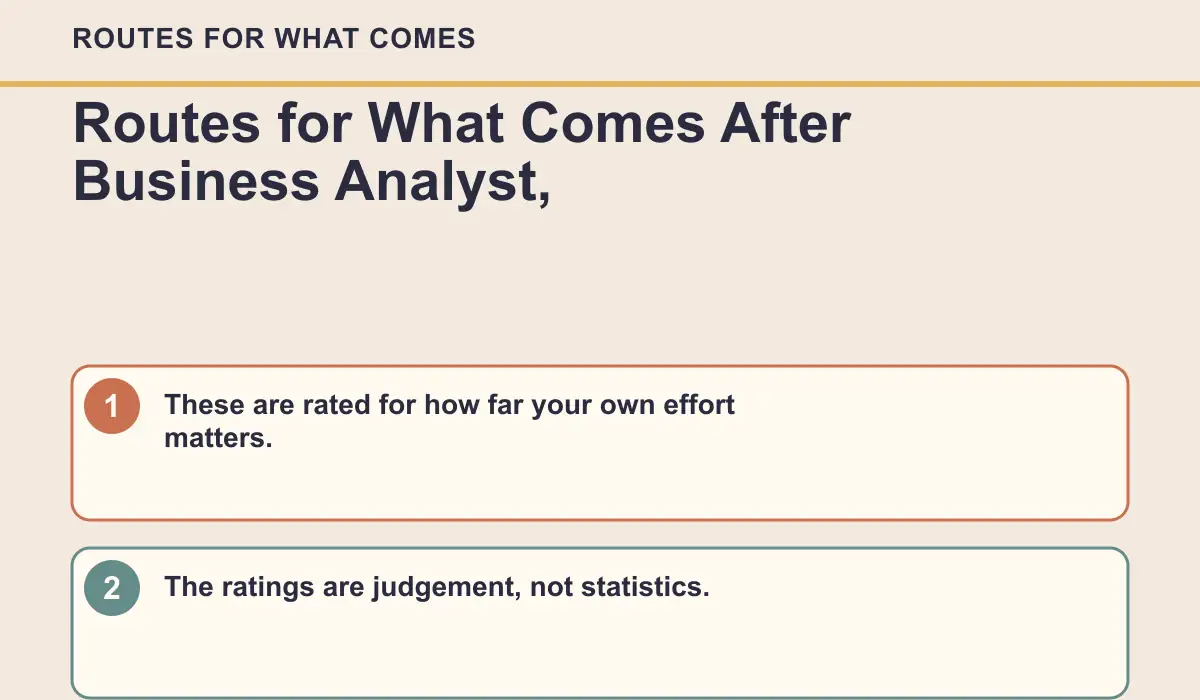 ROUTES FOR WHAT COMES
Routes for What Comes After
Business Analyst,
1
These are rated for how far your own effort
matters.
2
The ratings are judgement, not statistics.